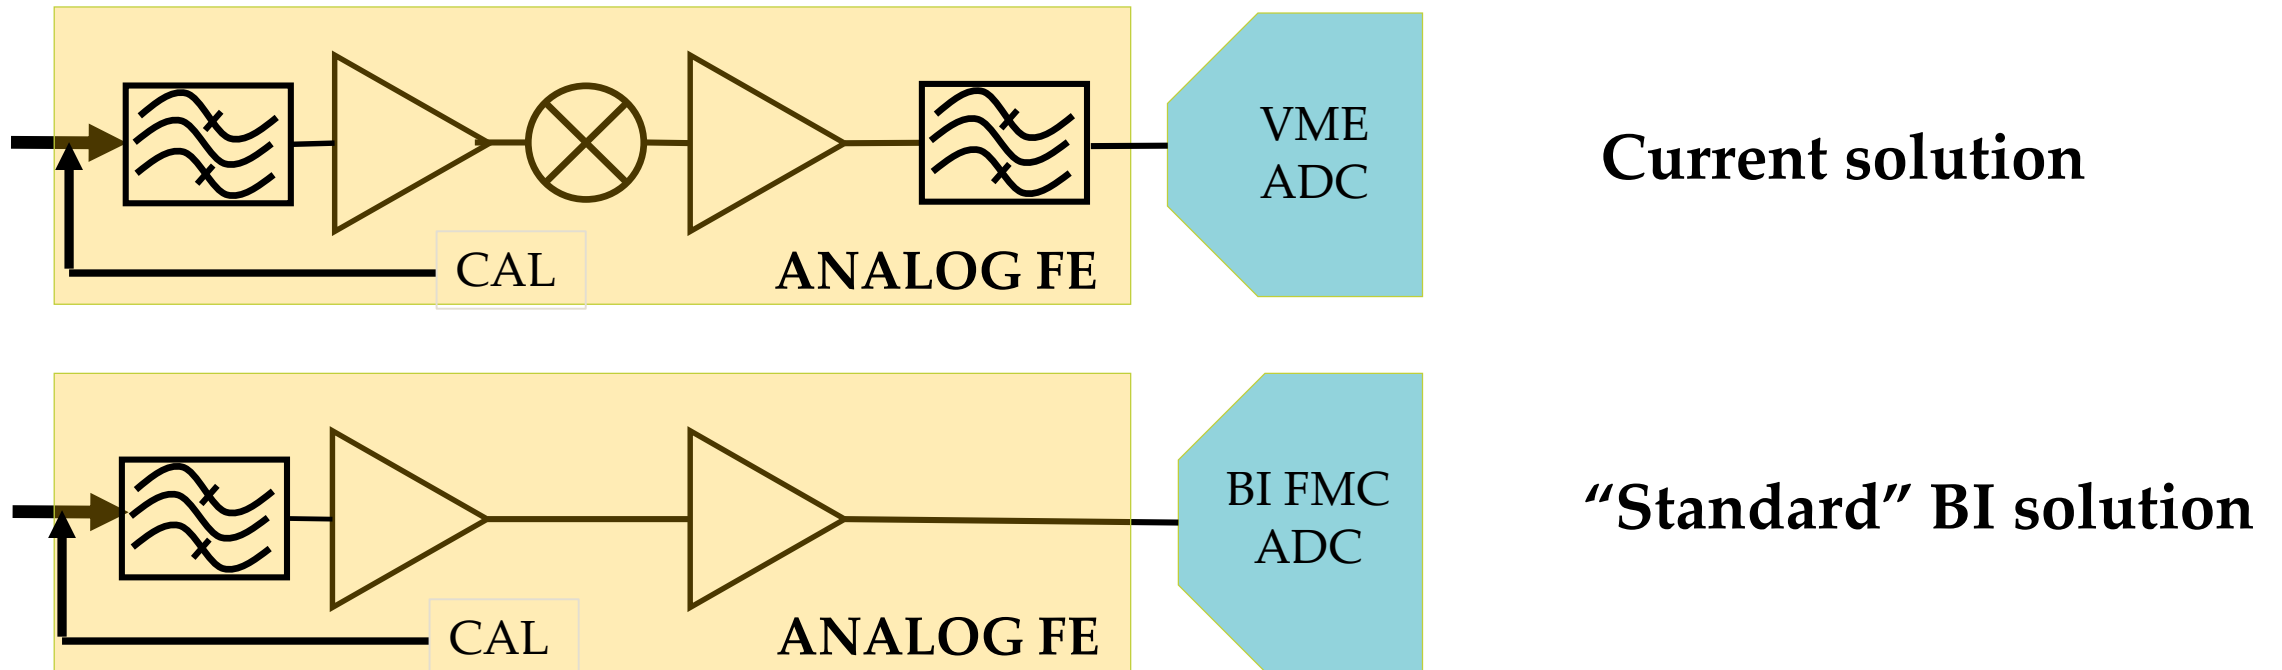 VME
ADC
Current solution
CAL
ANALOG FE
BI FMC
ADC
“Standard” BI solution
CAL
ANALOG FE